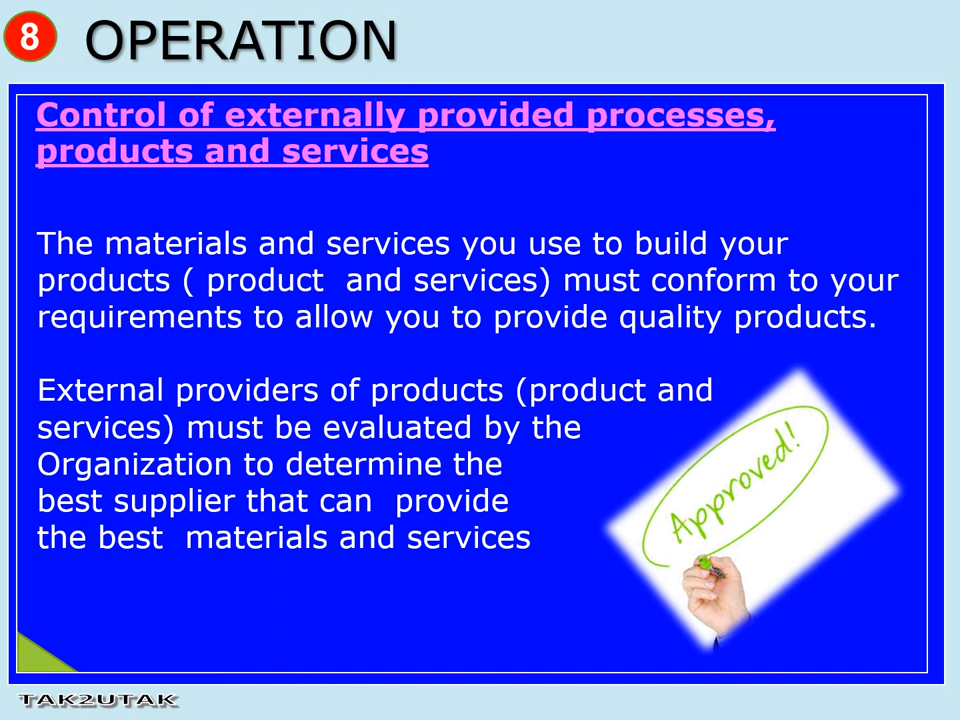 8
OPERATION
Control of externally provided processes,
products and services
The materials and services you use to build your
products ( product  and services) must conform to your
requirements to allow you to provide quality products.
External providers of products (product and
services) must be evaluated by the
Organization to determine the
best supplier that can  provide
the best  materials and services
Approved!
TAK2UTAK